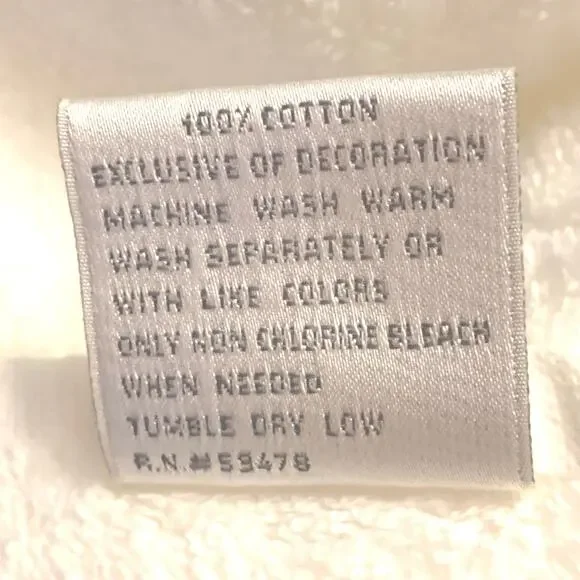 100% COTTON
EXCLUSIVE OF DECORATION
MACHINE WASH WARM
WASH SEPARATELY OR
WITH LIKE COLORS
ONLY NON CHLORINE BLEACH
WHEN NEEDED
TUMBLE DRY LOW
R.N.#59478